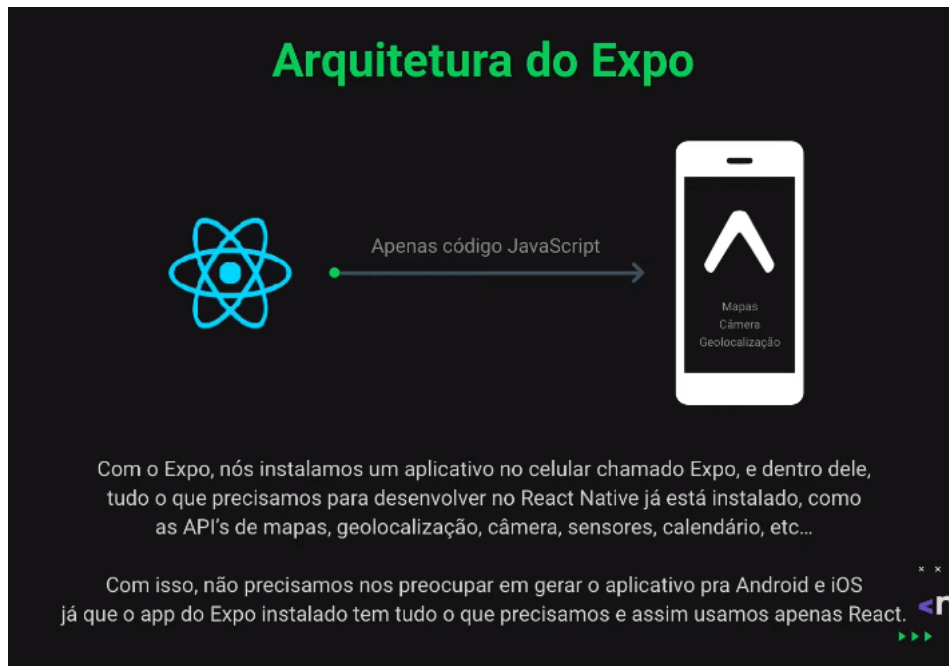 Arquitetura do Expo
Apenas código JavaScript
Mapas
Câmera
Geolocalização
Com o Expo, nós instalamos um aplicativo no celular chamado Expo, e dentro dele,
tudo o que precisamos para desenvolver no React Native já está instalado, como
as API's de mapas, geolocalização, câmera, sensores, calendário, etc...
Com isso, não precisamos nos preocupar em gerar o aplicativo pra Android e iOS
já que o app do Expo instalado tem tudo o que precisamos e assim usamos apenas React.